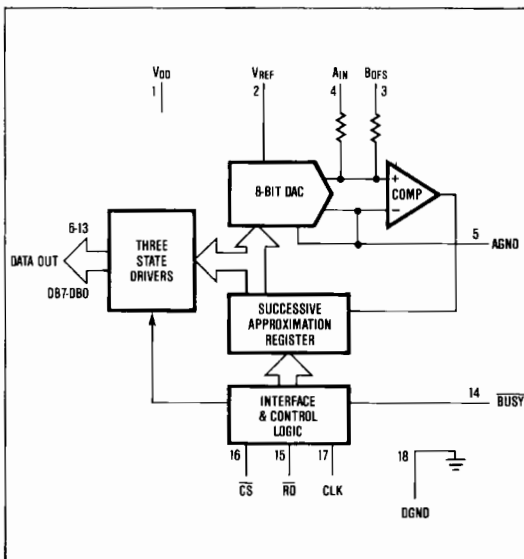 VDD
1
VREF
2
AIN
4
BOFS
3
8-BIT DAC
+
COMP
−
5
AGND
6-13
DATA OUT
DB7-DB0
THREE
STATE
DRIVERS
SUCCESSIVE
APPROXIMATION
REGISTER
INTERFACE
& CONTROL
LOGIC
14
BUSY
16
15
17
CS
RD
CLK
18
DGND